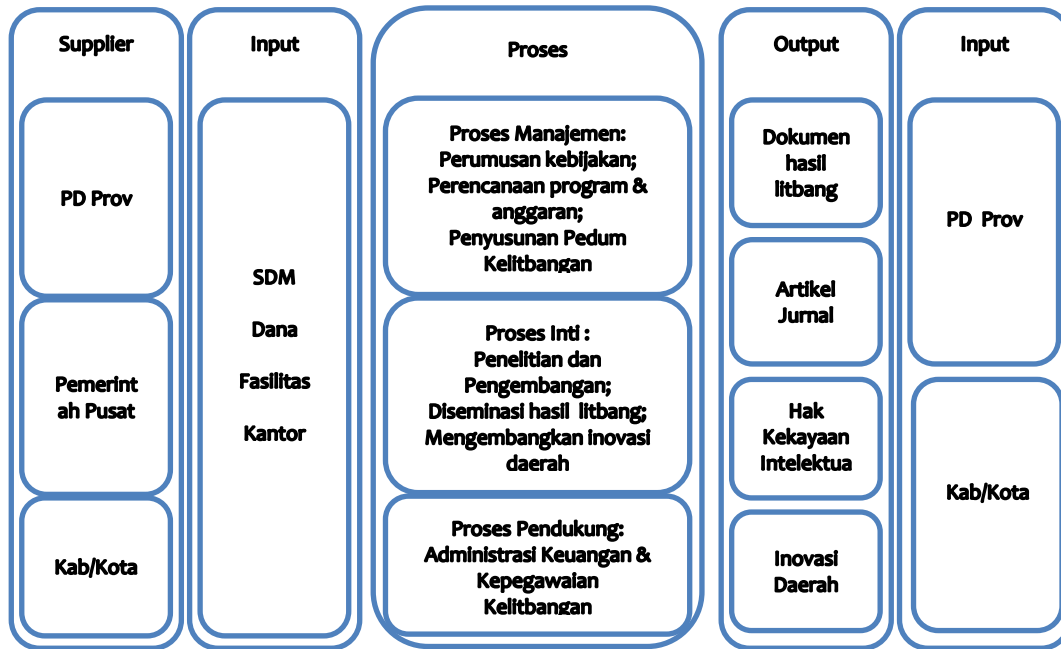 Supplier
PD Prov
Pemerint
ah Pusat
Kab/Kota
Input
SDM
Dana
Fasilitas
Kantor
Proses
Proses Manajemen:
Perumusan kebijakan;
Perencanaan program &
anggaran;
Penyusunan Pedum
Kelitbangan
Proses Inti :
Penelitian dan
Pengembangan;
Diseminasi hasil litbang;
Mengembangkan inovasi
daerah
Proses Pendukung:
Administrasi Keuangan &
Kepegawaian
Kelitbangan
Output
Dokumen
hasil
litbang
Artikel
Jurnal
Hak
Kekayaan
Intelektua
Inovasi
Daerah
Input
PD Prov
Kab/Kota